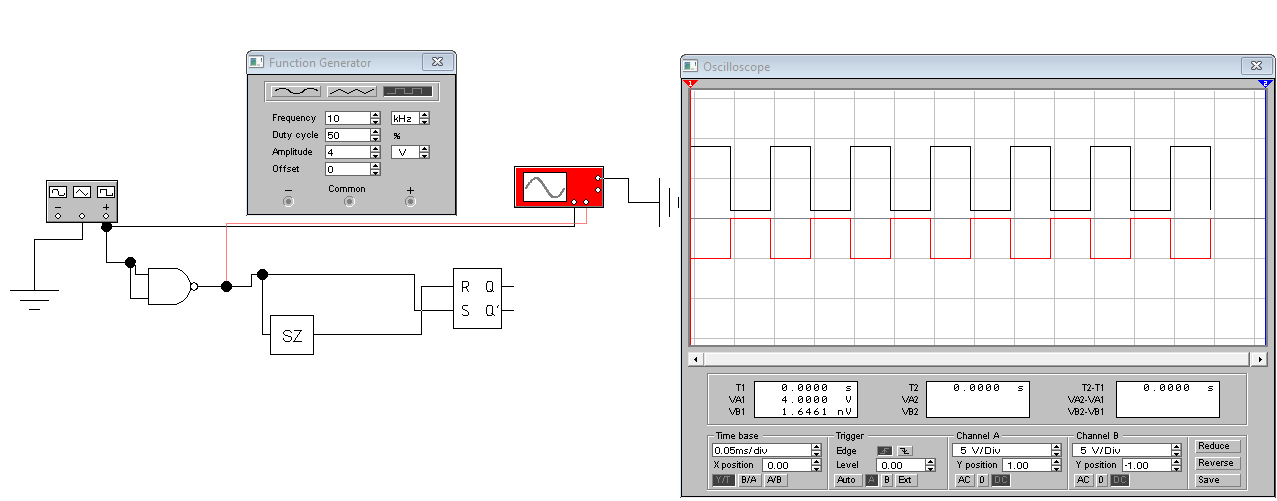 Function Generator
Frequency 10 kHz
Duty cycle 50 %
Amplitude 4 V
Offset 0
− Common +
− +
R Q
S Q'
SZ
Oscilloscope
1 2
T1 0.0000 s T2 0.0000 s T2-T1 0.0000 s
VA1 4.0000 V VA2 VA2-VA1
VB1 1.6461 nV VB2 VB2-VB1
Time base Trigger Channel A Channel B
0.05ms/div Edge 5 V/Div 5 V/Div Reduce
X position 0.00 Level 0.00 Y position 1.00 Y position -1.00 Reverse
Y/T B/A A/B Auto A B Ext AC 0 DC AC 0 DC Save